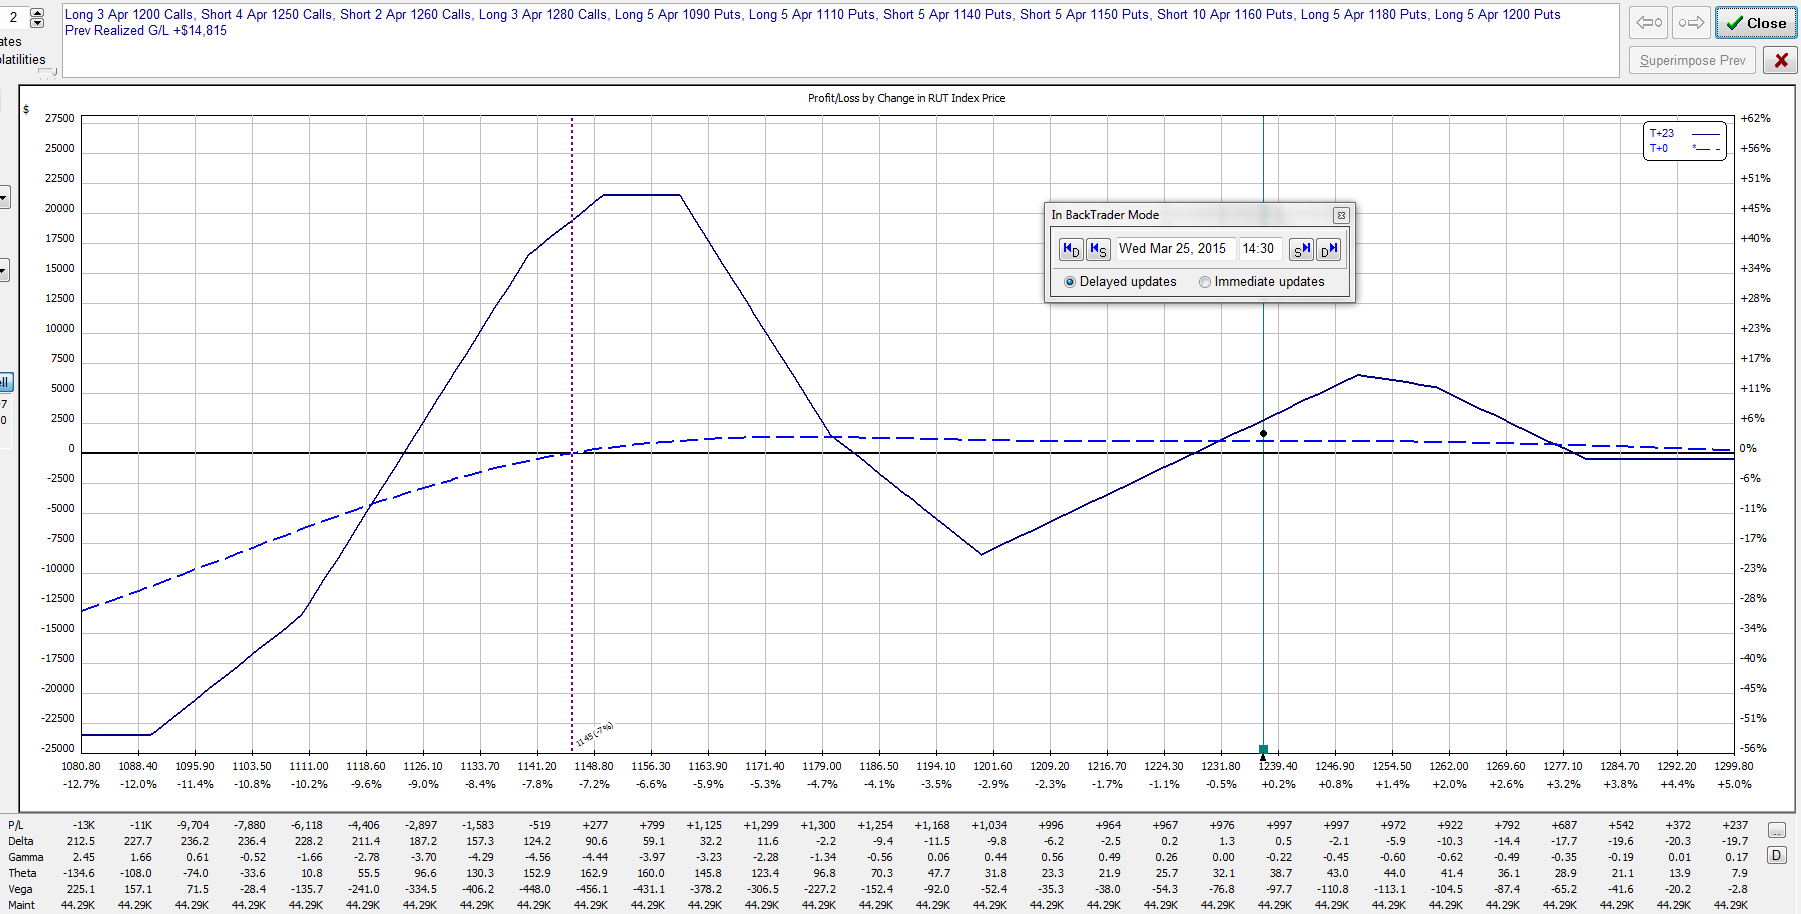 2
Long 3 Apr 1200 Calls, Short 4 Apr 1250 Calls, Short 2 Apr 1260 Calls, Long 3 Apr 1280 Calls, Long 5 Apr 1090 Puts, Long 5 Apr 1110 Puts, Short 5 Apr 1140 Puts, Short 5 Apr 1150 Puts, Short 10 Apr 1160 Puts, Long 5 Apr 1180 Puts, Long 5 Apr 1200 Puts
Prev Realized G/L +$14,815
Close
ates
olatilities
Superimpose Prev
Profit/Loss by Change in RUT Index Price
$
27500 +62%
25000 +56%
22500 +51%
20000 +45%
17500 +40%
15000 +34%
12500 +28%
10000 +23%
7500 +17%
5000 +11%
2500 +6%
0 0%
-2500 -6%
-5000 -11%
-7500 -17%
-10000 -23%
-12500 -28%
-15000 -34%
-17500 -40%
-20000 -45%
-22500 -51%
-25000 -56%
T+23
T+0
In BackTrader Mode
D S Wed Mar 25, 2015 14:30 S D
Delayed updates Immediate updates
ell
7
0
1145 (-7%)
1080.80 1088.40 1095.90 1103.50 1111.00 1118.60 1126.10 1133.70 1141.20 1148.80 1156.30 1163.90 1171.40 1179.00 1186.50 1194.10 1201.60 1209.20 1216.70 1224.30 1231.80 1239.40 1246.90 1254.50 1262.00 1269.60 1277.10 1284.70 1292.20 1299.80
-12.7% -12.0% -11.4% -10.8% -10.2% -9.6% -9.0% -8.4% -7.8% -7.2% -6.6% -5.9% -5.3% -4.7% -4.1% -3.5% -2.9% -2.3% -1.7% -1.1% -0.5% +0.2% +0.8% +1.4% +2.0% +2.6% +3.2% +3.8% +4.4% +5.0%
P/L -13K -11K -9,704 -7,880 -6,118 -4,406 -2,897 -1,583 -519 +277 +799 +1,125 +1,299 +1,300 +1,254 +1,168 +1,034 +996 +964 +967 +976 +997 +997 +972 +922 +792 +687 +542 +372 +237
Delta 212.5 227.7 236.2 236.4 228.2 211.4 187.2 157.3 124.2 90.6 59.1 32.2 11.6 -2.2 -9.4 -11.5 -9.8 -6.2 -2.5 0.2 1.3 0.5 -2.1 -5.9 -10.3 -14.4 -17.7 -19.6 -20.3 -19.7
Gamma 2.45 1.66 0.61 -0.52 -1.66 -2.78 -3.70 -4.29 -4.56 -4.44 -3.97 -3.23 -2.28 -1.34 -0.56 0.06 0.44 0.56 0.49 0.26 0.00 -0.22 -0.45 -0.60 -0.62 -0.49 -0.35 -0.19 0.01 0.17
Theta -134.6 -108.0 -74.0 -33.6 10.8 55.5 96.6 130.3 152.9 162.9 160.0 145.8 123.4 96.8 70.3 47.7 31.8 23.3 21.9 25.7 32.1 38.7 43.0 44.0 41.4 36.1 28.9 21.1 13.9 7.9
Vega 225.1 157.1 71.5 -28.4 -135.7 -241.0 -334.5 -406.2 -448.0 -456.1 -431.1 -378.2 -306.5 -227.2 -152.4 -92.0 -52.4 -35.3 -38.0 -54.3 -76.8 -97.7 -110.8 -113.1 -104.5 -87.4 -65.2 -41.6 -20.2 -2.8
Maint 44.29K 44.29K 44.29K 44.29K 44.29K 44.29K 44.29K 44.29K 44.29K 44.29K 44.29K 44.29K 44.29K 44.29K 44.29K 44.29K 44.29K 44.29K 44.29K 44.29K 44.29K 44.29K 44.29K 44.29K 44.29K 44.29K 44.29K 44.29K 44.29K 44.29K
...
D